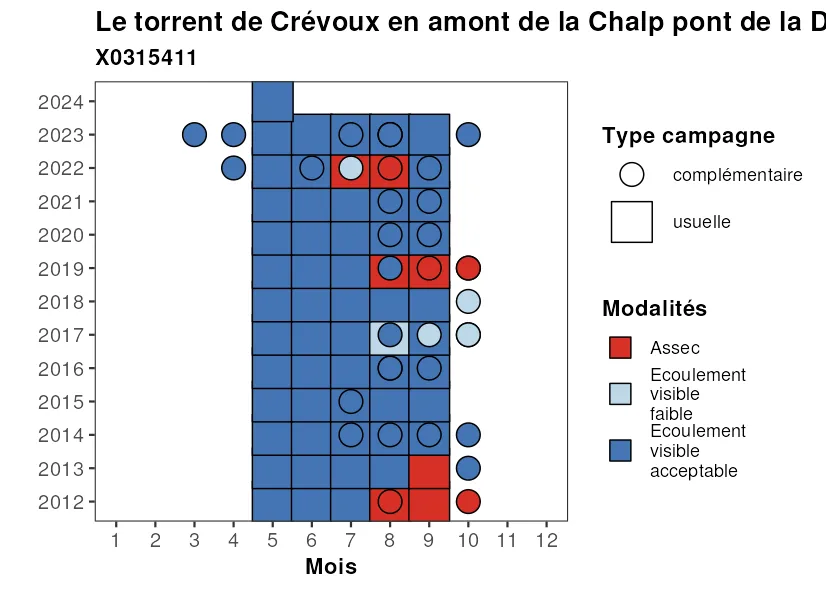 Le torrent de Crévoux en amont de la Chalp pont de la D
X0315411
2024
2023
2022
2021
2020
2019
2018
2017
2016
2015
2014
2013
2012
1 2 3 4 5 6 7 8 9 10 11 12
Mois
Type campagne
complémentaire
usuelle
Modalités
Assec
Ecoulement
visible
faible
Ecoulement
visible
acceptable